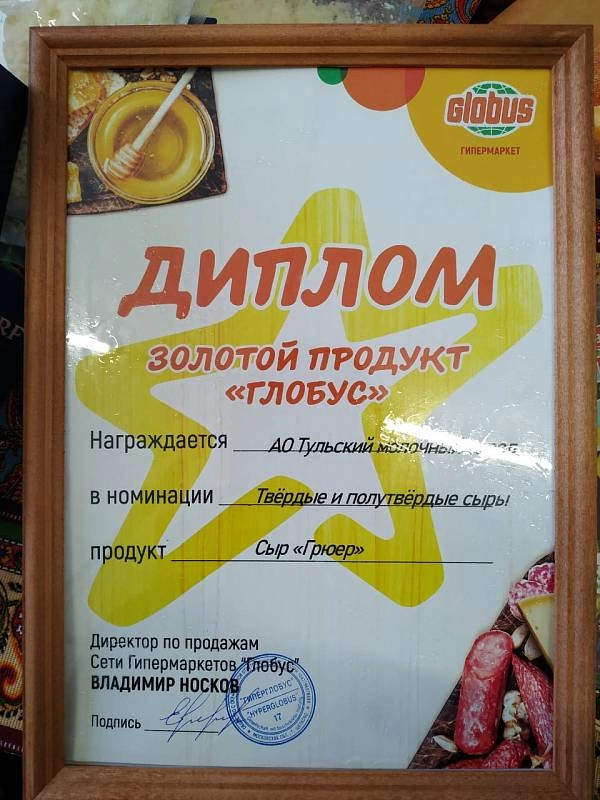 Globus
ГИПЕРМАРКЕТ
ДИПЛОМ
ЗОЛОТОЙ ПРОДУКТ
«ГЛОБУС»
Награждается АО Тульский молочный
в номинации Твёрдые и полутвёрдые сыры
продукт Сыр «Грюер»
Директор по продажам
Сети Гипермаркетов "Глобус"
ВЛАДИМИР НОСКОВ
Подпись
"ГИПЕРГЛОБУС"
"HYPERGLOBUS"
17